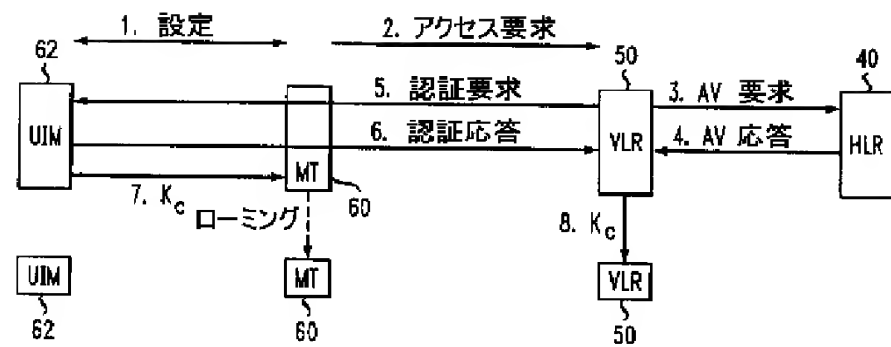 1. 設定
2. アクセス要求
62
50
40
5. 認証要求
3. AV 要求
UIM
6. 認証応答
VLR
4. AV 応答
HLR
MT
7. Kc
60
ローミング
8. Kc
UIM
MT
VLR
62
60
50